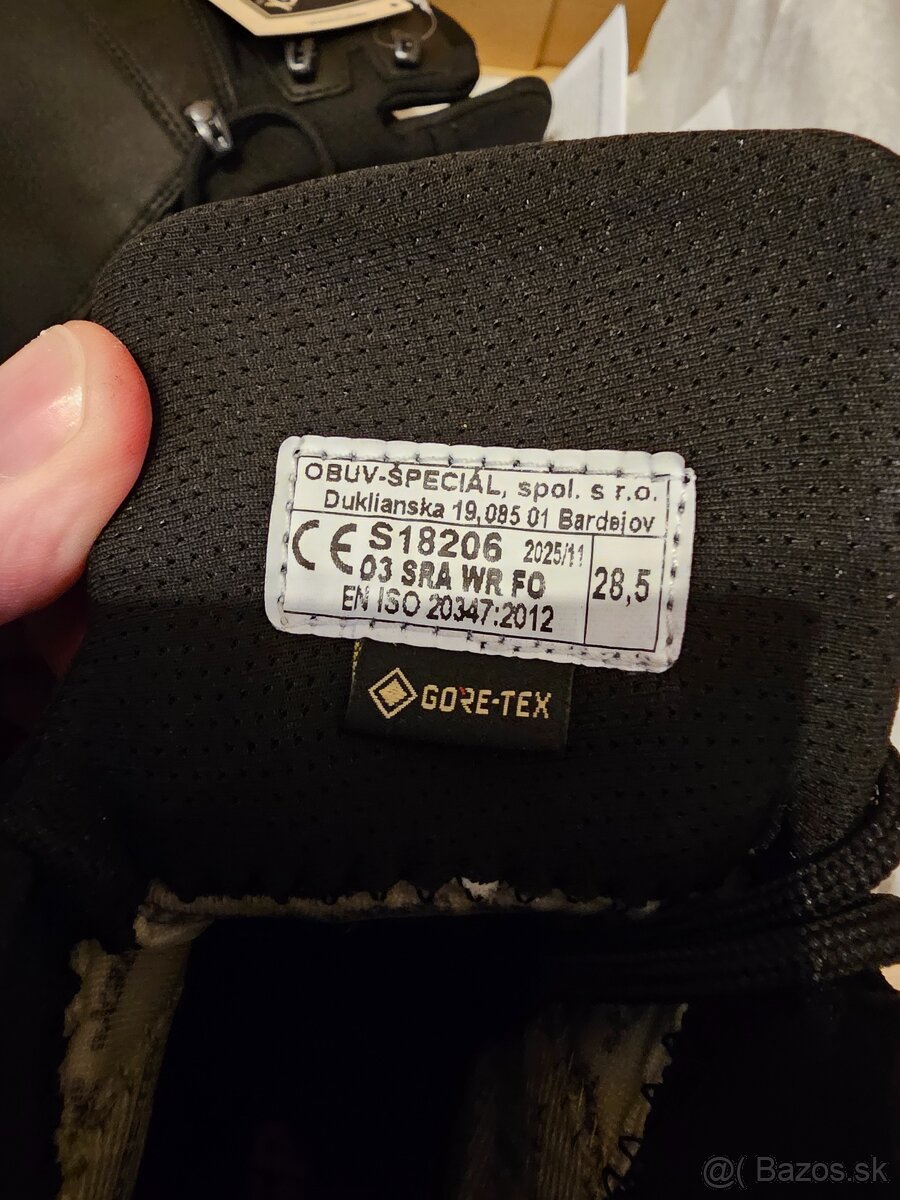 OBUV-ŠPECIÁL, spol. s r.o.
Duklianska 19, 085 01 Bardejov
CE S18206 2025/11
O3 SRA WR FO
28,5
EN ISO 20347:2012
GORE-TEX
@( Bazos.sk